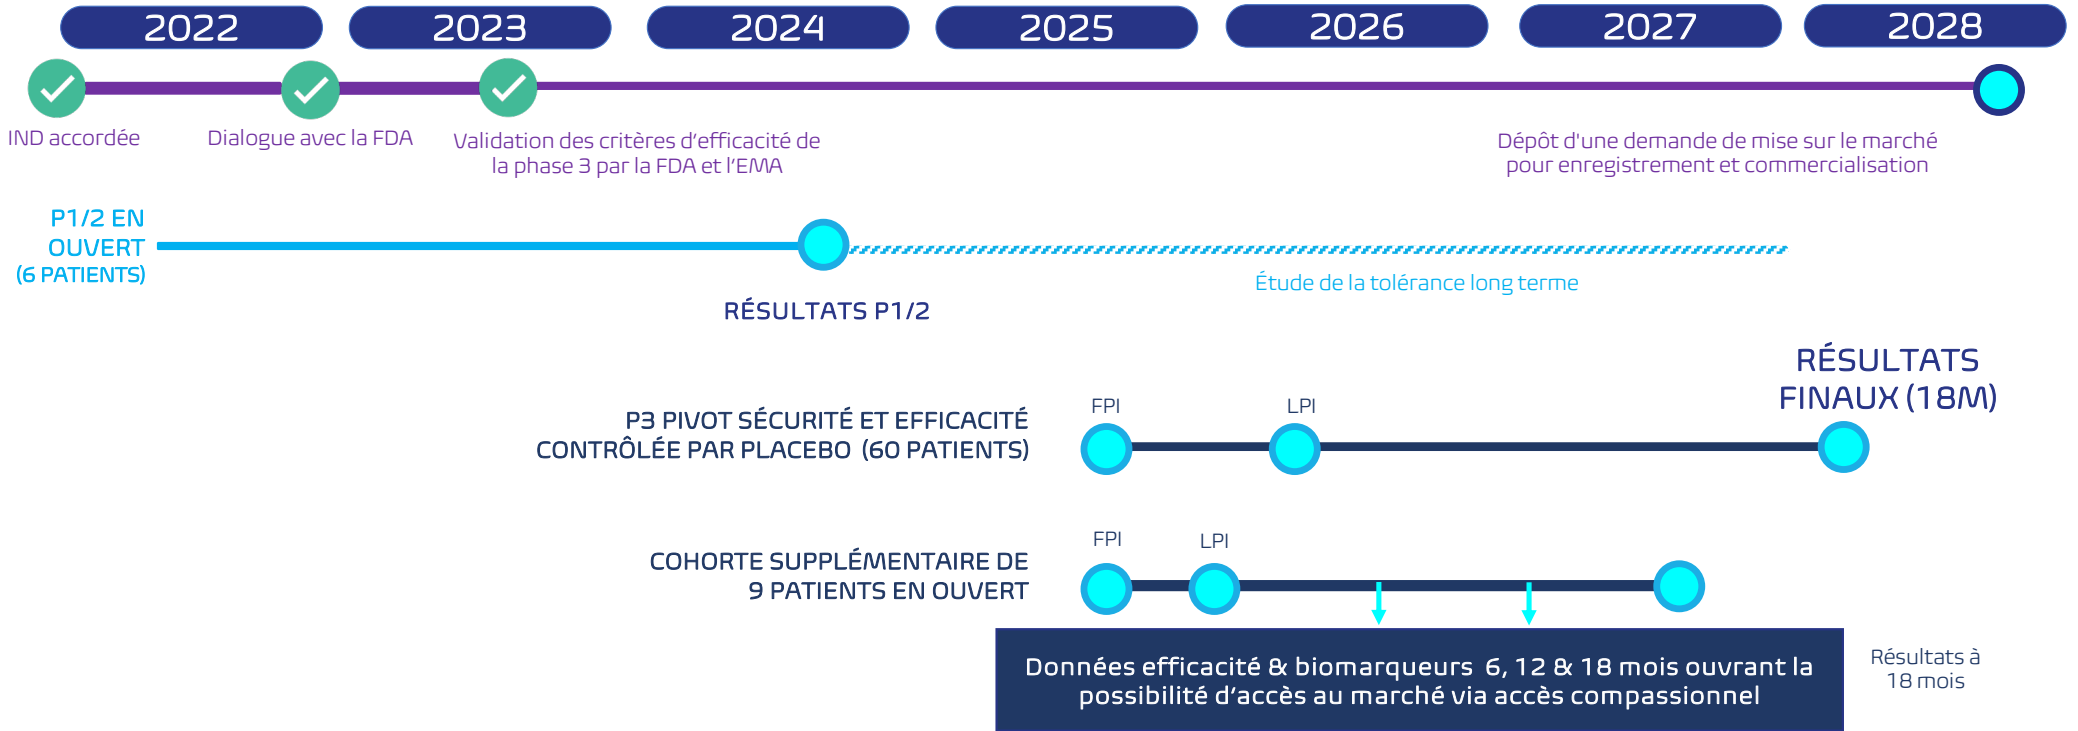 2022
2023
2024
2025
2026
2027
2028
IND accordée
Dialogue avec la FDA
Validation des critères d’efficacité de
la phase 3 par la FDA et l’EMA
Dépôt d'une demande de mise sur le marché
pour enregistrement et commercialisation
P1/2 EN
OUVERT
(6 PATIENTS)
Étude de la tolérance long terme
RÉSULTATS P1/2
RÉSULTATS
FINAUX (18M)
P3 PIVOT SÉCURITÉ ET EFFICACITÉ
CONTRÔLÉE PAR PLACEBO (60 PATIENTS)
FPI
LPI
COHORTE SUPPLÉMENTAIRE DE
9 PATIENTS EN OUVERT
FPI
LPI
Données efficacité & biomarqueurs 6, 12 & 18 mois ouvrant la
possibilité d’accès au marché via accès compassionnel
Résultats à
18 mois